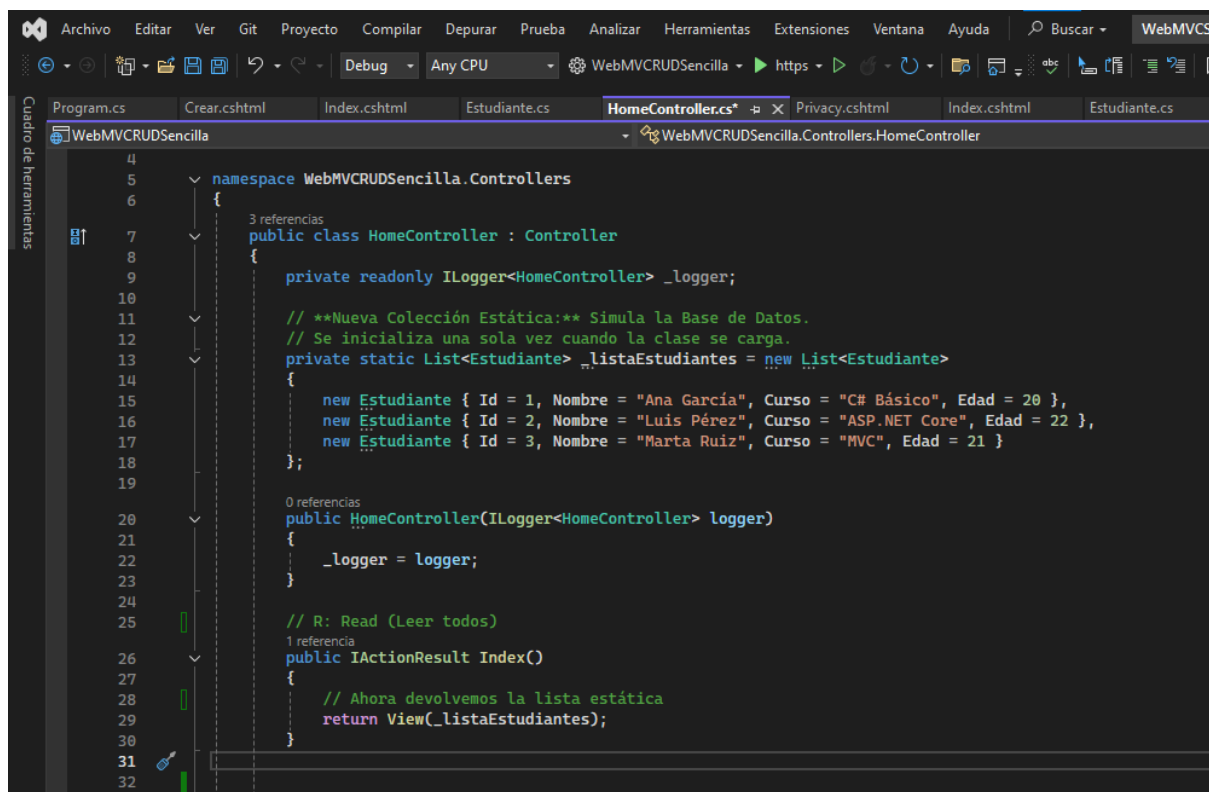 Archivo Editar Ver Git Proyecto Compilar Depurar Prueba Analizar Herramientas Extensiones Ventana Ayuda Buscar WebMVCS
Debug Any CPU WebMVCRUDSencilla https
Cuadro de herramientas
Program.cs Crear.cshtml Index.cshtml Estudiante.cs HomeController.cs* Privacy.cshtml Index.cshtml Estudiante.cs
WebMVCRUDSencilla WebMVCRUDSencilla.Controllers.HomeController
4
5 namespace WebMVCRUDSencilla.Controllers
6 {
3 referencias
7 public class HomeController : Controller
8 {
9 private readonly ILogger<HomeController> _logger;
10
11 // **Nueva Colección Estática:** Simula la Base de Datos.
12 // Se inicializa una sola vez cuando la clase se carga.
13 private static List<Estudiante> _listaEstudiantes = new List<Estudiante>
14 {
15 new Estudiante { Id = 1, Nombre = "Ana García", Curso = "C# Básico", Edad = 20 },
16 new Estudiante { Id = 2, Nombre = "Luis Pérez", Curso = "ASP.NET Core", Edad = 22 },
17 new Estudiante { Id = 3, Nombre = "Marta Ruiz", Curso = "MVC", Edad = 21 }
18 };
19
0 referencias
20 public HomeController(ILogger<HomeController> logger)
21 {
22 _logger = logger;
23 }
24
25 // R: Read (Leer todos)
1 referencia
26 public IActionResult Index()
27 {
28 // Ahora devolvemos la lista estática
29 return View(_listaEstudiantes);
30 }
31
32